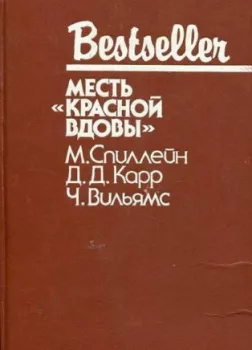 Bestseller
МЕСТЬ
«КРАСНОЙ
ВДОВЫ»
М.Спиллейн
Д.Д.Карр
Ч.Вильямс